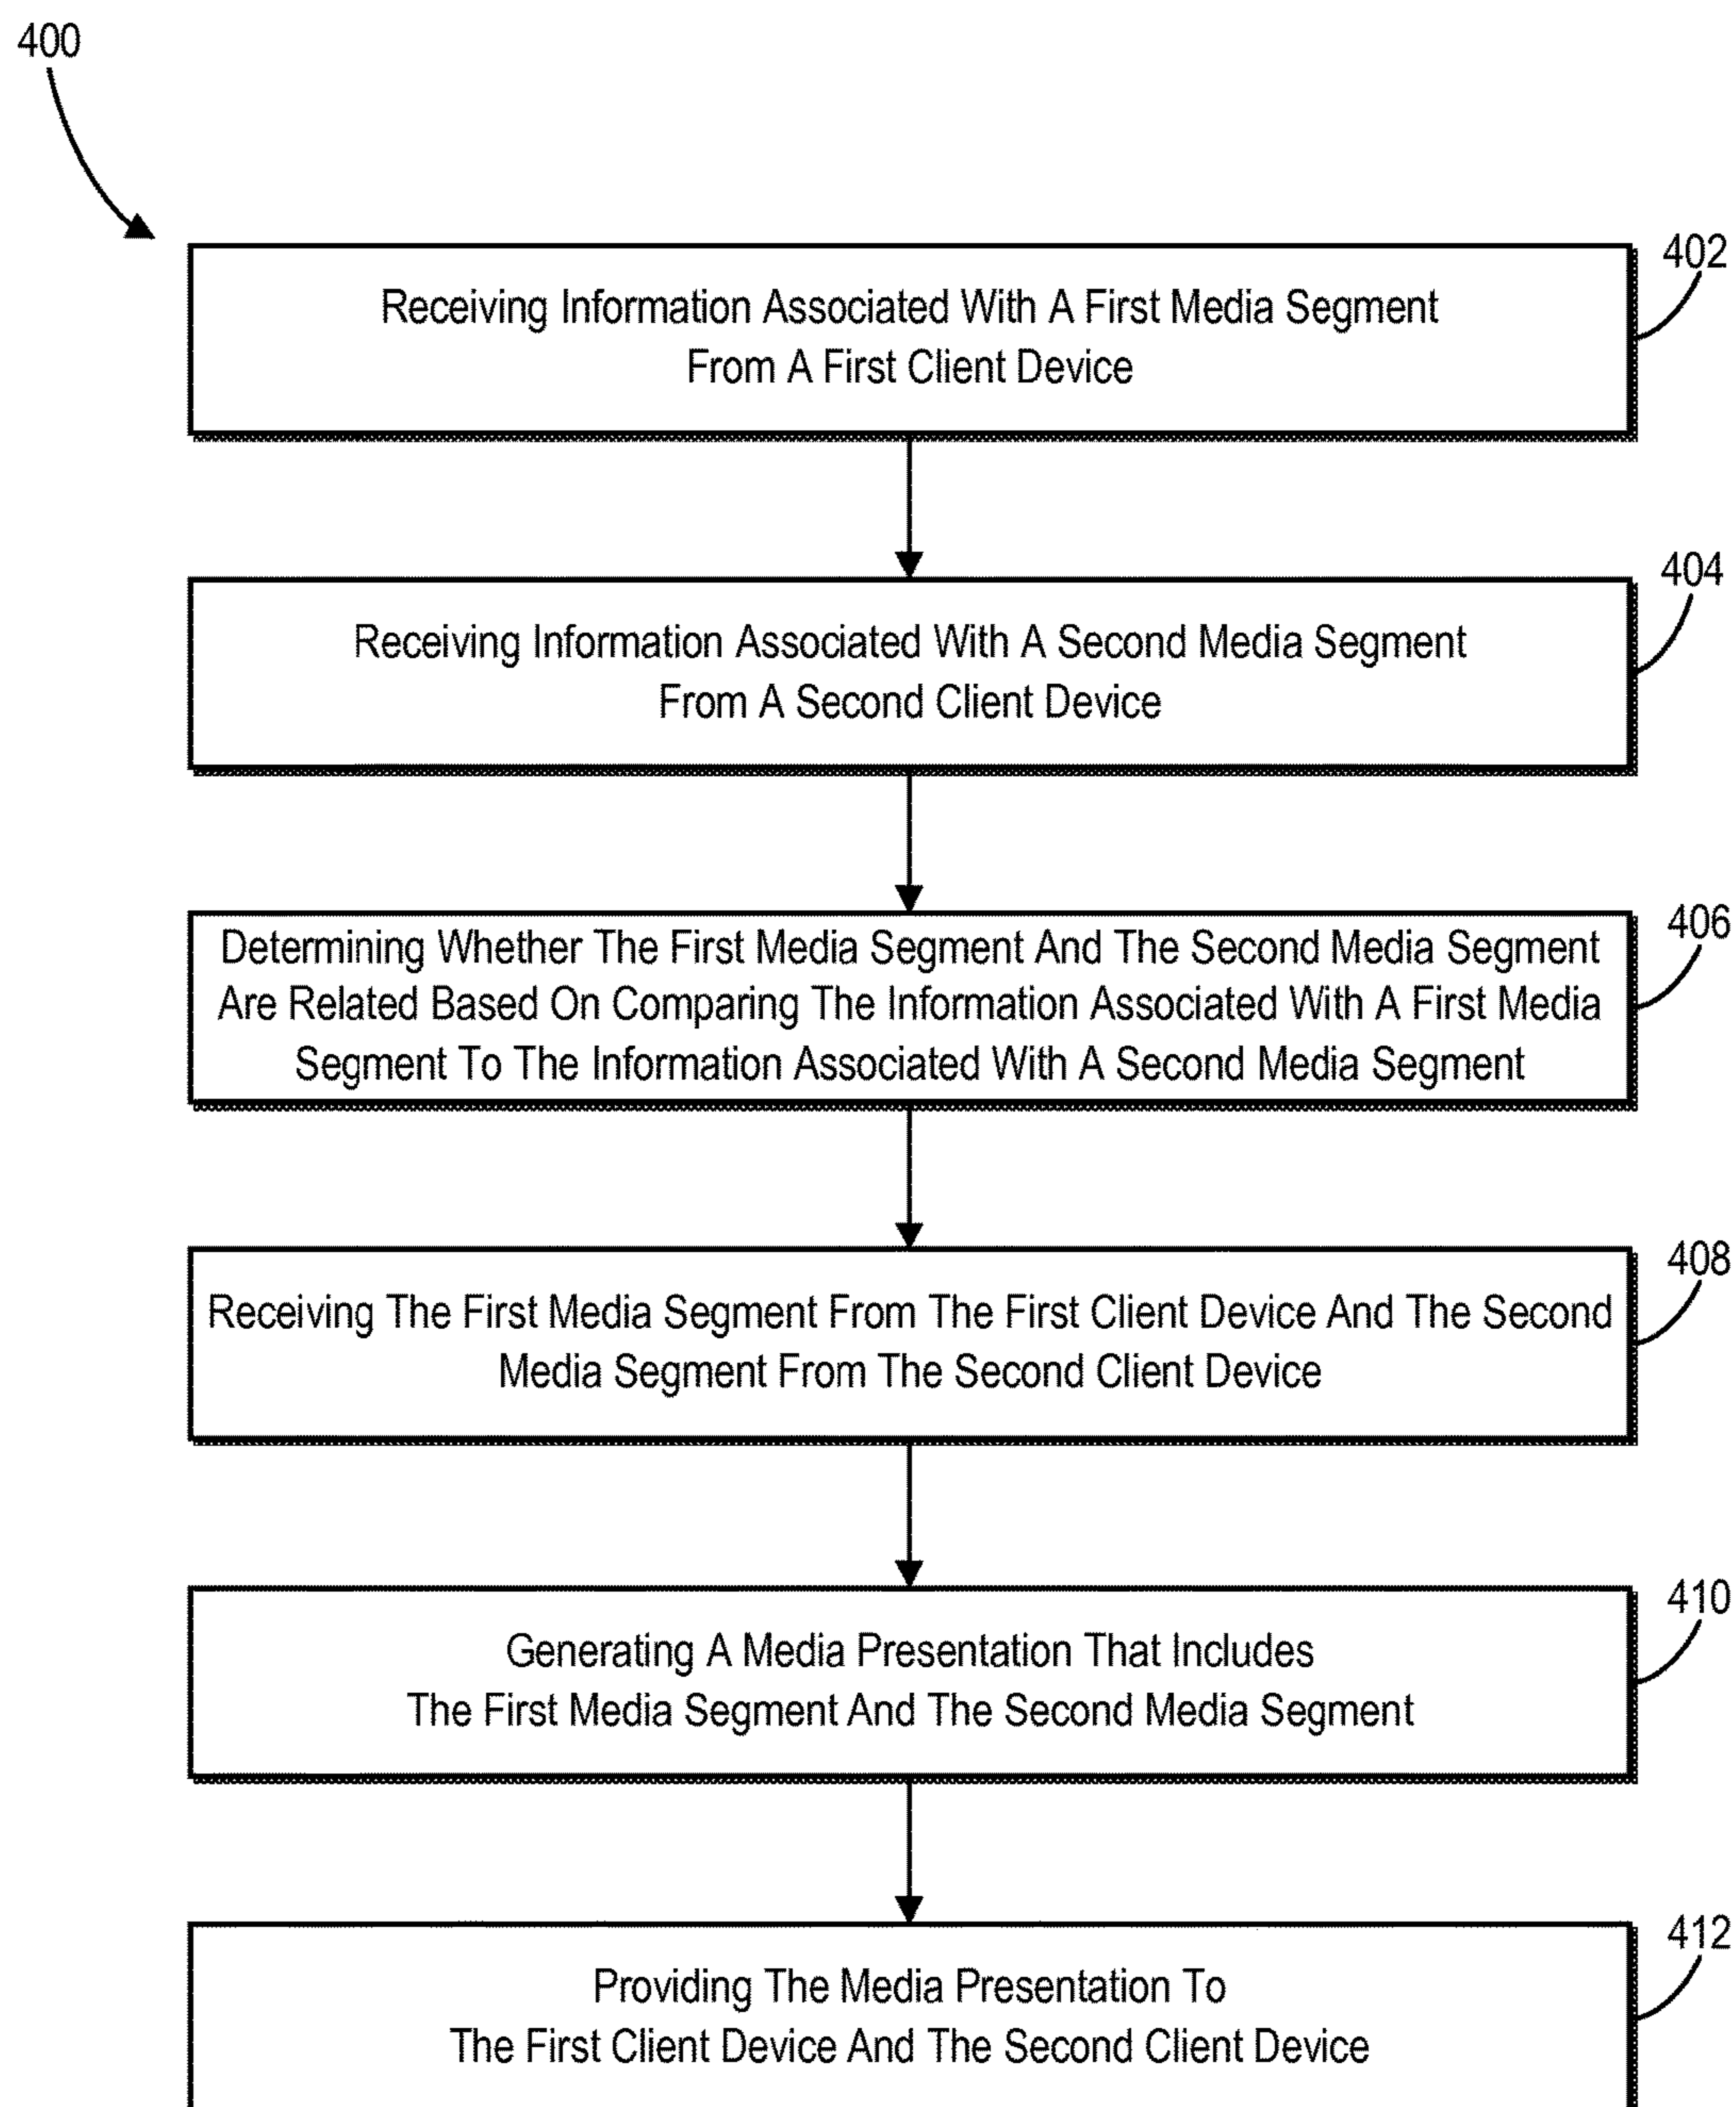 400
402
Receiving Information Associated With A First Media Segment
From A First Client Device
404
Receiving Information Associated With A Second Media Segment
From A Second Client Device
406
Determining Whether The First Media Segment And The Second Media Segment
Are Related Based On Comparing The Information Associated With A First Media
Segment To The Information Associated With A Second Media Segment
408
Receiving The First Media Segment From The First Client Device And The Second
Media Segment From The Second Client Device
410
Generating A Media Presentation That Includes
The First Media Segment And The Second Media Segment
412
Providing The Media Presentation To
The First Client Device And The Second Client Device